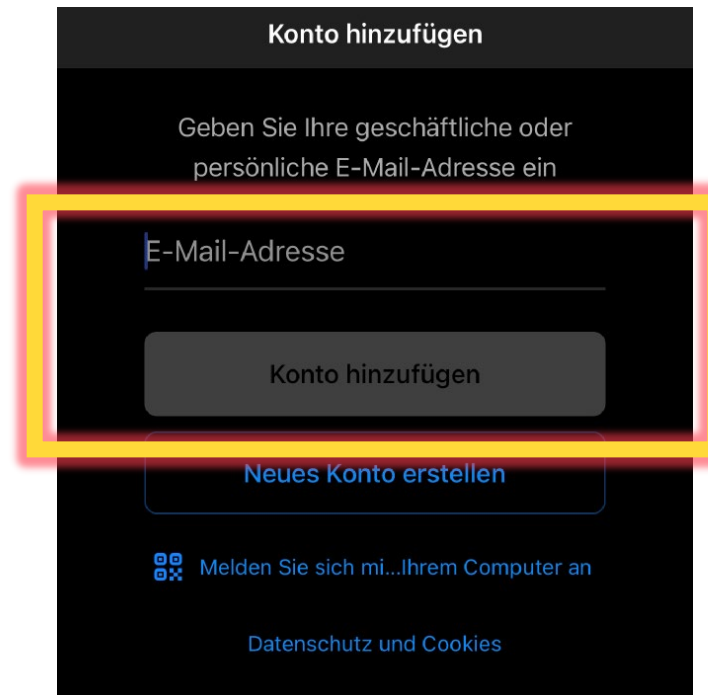 Konto hinzufügen
Geben Sie Ihre geschäftliche oder
persönliche E-Mail-Adresse ein
E-Mail-Adresse
Konto hinzufügen
Neues Konto erstellen
Melden Sie sich mi...Ihrem Computer an
Datenschutz und Cookies